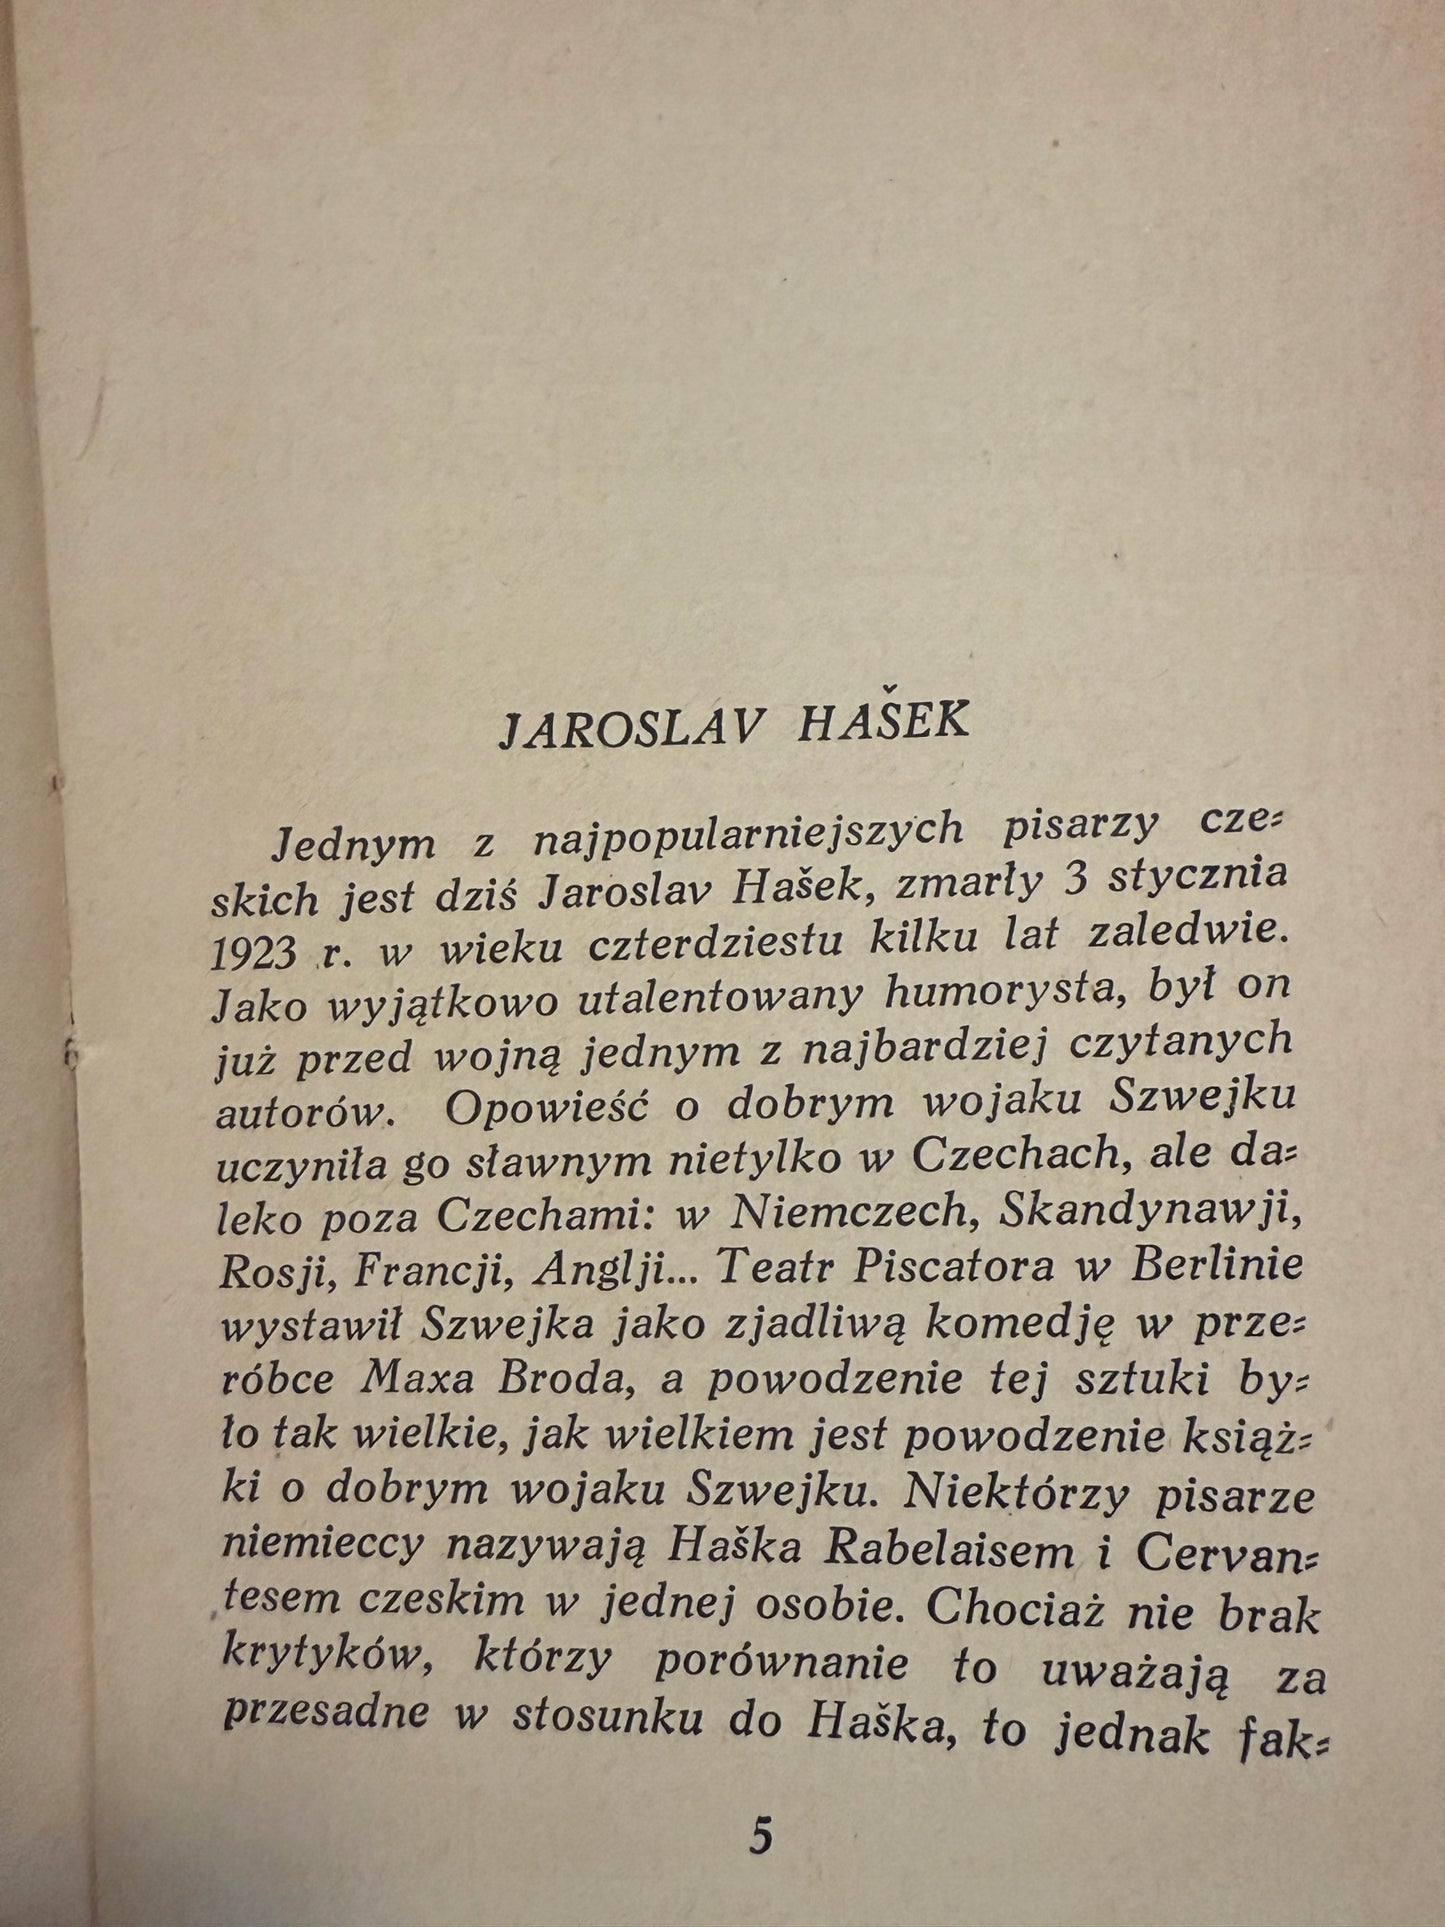 JAROSLAV HAŠEK
Jednym z najpopularniejszych pisarzy cze-
skich jest dziś Jaroslav Hašek, zmarły 3 stycznia
1923 r. w wieku czterdziestu kilku lat zaledwie.
Jako wyjątkowo utalentowany humorysta, był on
już przed wojną jednym z najbardziej czytanych
autorów. Opowieść o dobrym wojaku Szwejku
uczyniła go sławnym nietylko w Czechach, ale da-
leko poza Czechami: w Niemczech, Skandynawji,
Rosji, Francji, Anglji... Teatr Piscatora w Berlinie
wystawił Szwejka jako zjadliwą komedję w prze-
róbce Maxa Broda, a powodzenie tej sztuki by-
ło tak wielkie, jak wielkiem jest powodzenie książ-
ki o dobrym wojaku Szwejku. Niektórzy pisarze
niemieccy nazywają Haška Rabelaisem i Cervan-
tesem czeskim w jednej osobie. Chociaż nie brak
krytyków, którzy porównanie to uważają za
przesadne w stosunku do Haška, to jednak fak-
5